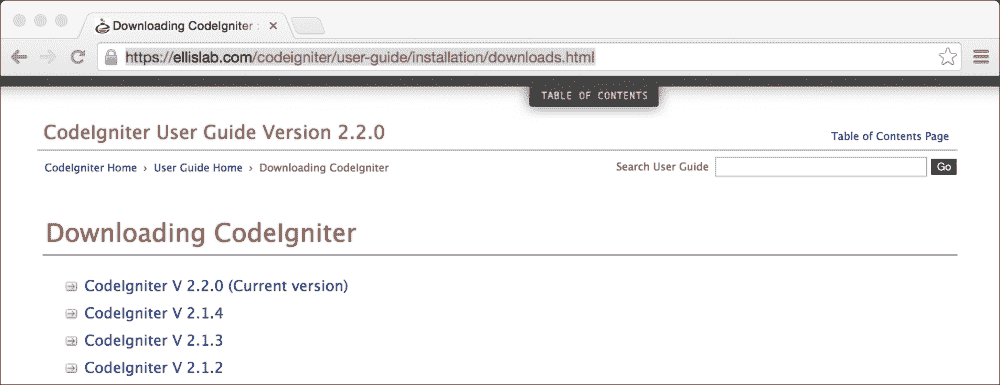 Downloading CodeIgniter :
https://ellislab.com/codeigniter/user-guide/installation/downloads.html
TABLE OF CONTENTS
CodeIgniter User Guide Version 2.2.0
Table of Contents Page
CodeIgniter Home › User Guide Home › Downloading CodeIgniter
Search User Guide
Go
Downloading CodeIgniter
CodeIgniter V 2.2.0 (Current version)
CodeIgniter V 2.1.4
CodeIgniter V 2.1.3
CodeIgniter V 2.1.2